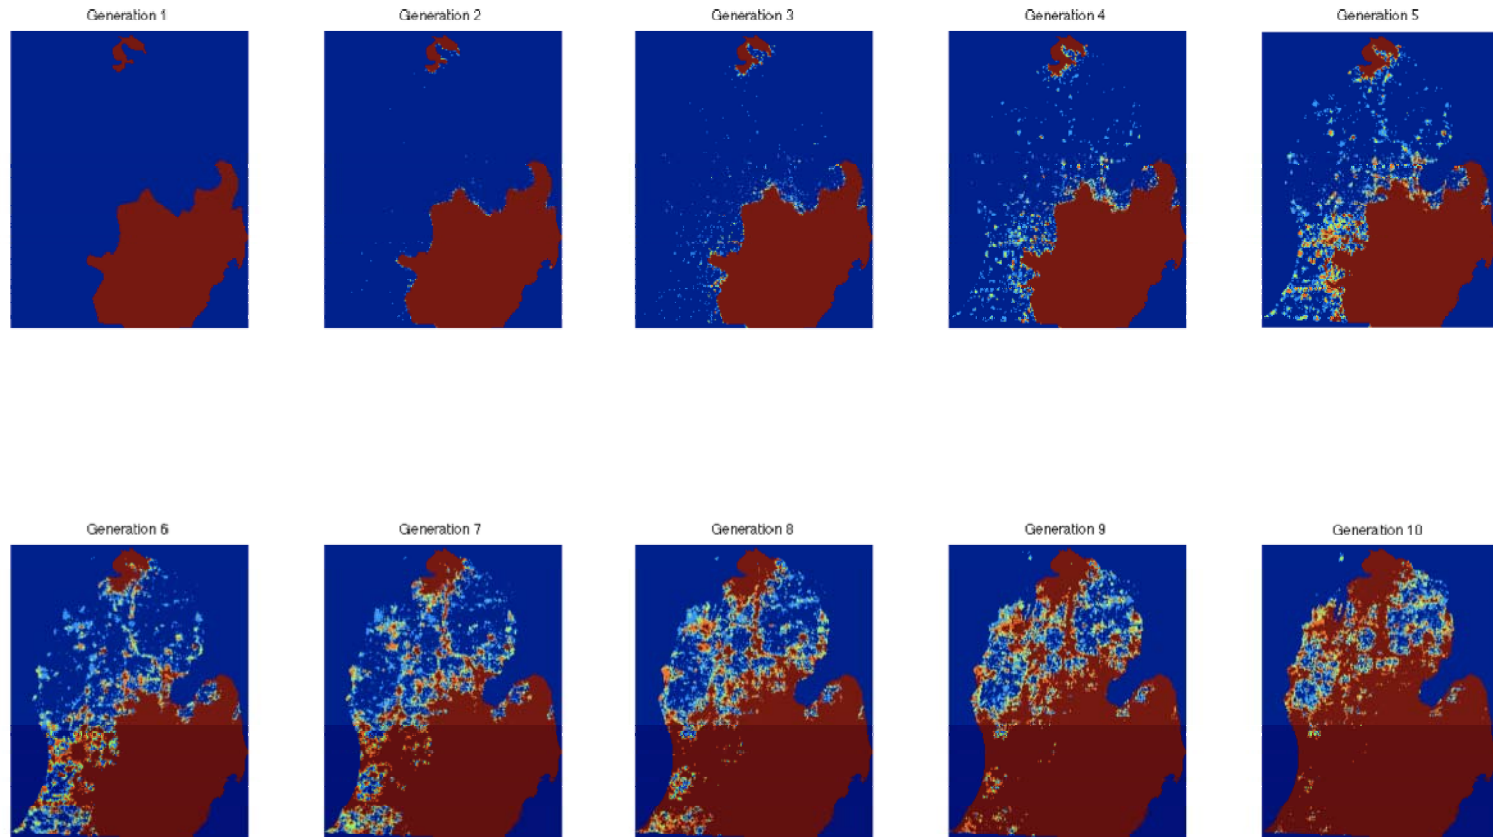 Generation 1
Generation 2
Generation 3
Generation 4
Generation 5
Generation 6
Generation 7
Generation 8
Generation 9
Generation 10